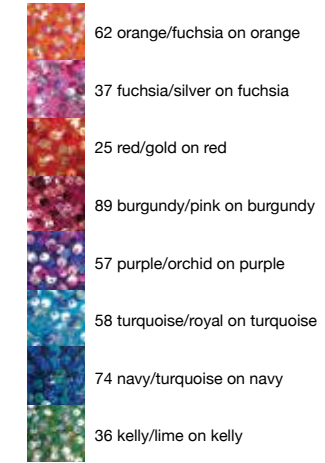 62 orange/fuchsia on orange
37 fuchsia/silver on fuchsia
25 red/gold on red
89 burgundy/pink on burgundy
57 purple/orchid on purple
58 turquoise/royal on turquoise
74 navy/turquoise on navy
36 kelly/lime on kelly